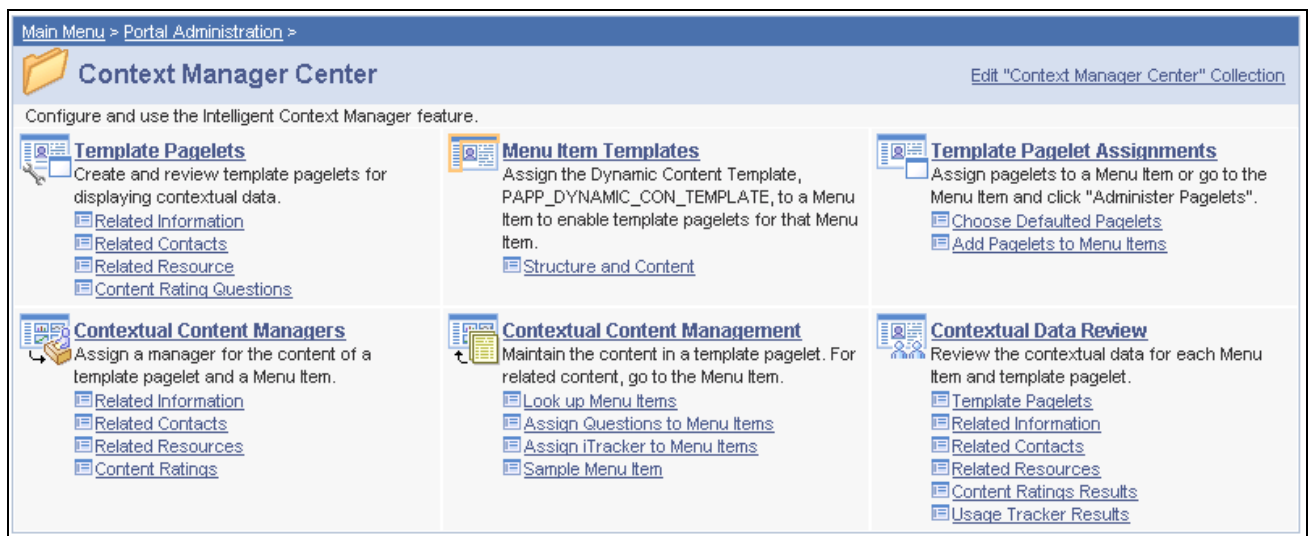 Main Menu > Portal Administration >
Context Manager Center
Edit "Context Manager Center" Collection
Configure and use the Intelligent Context Manager feature.
Template Pagelets
Create and review template pagelets for
displaying contextual data.
Related Information
Related Contacts
Related Resource
Content Rating Questions
Menu Item Templates
Assign the Dynamic Content Template,
PAPP_DYNAMIC_CON_TEMPLATE, to a Menu
Item to enable template pagelets for that Menu
Item.
Structure and Content
Template Pagelet Assignments
Assign pagelets to a Menu Item or go to the
Menu Item and click "Administer Pagelets".
Choose Defaulted Pagelets
Add Pagelets to Menu Items
Contextual Content Managers
Assign a manager for the content of a
template pagelet and a Menu Item.
Related Information
Related Contacts
Related Resources
Content Ratings
Contextual Content Management
Maintain the content in a template pagelet. For
related content, go to the Menu Item.
Look up Menu Items
Assign Questions to Menu Items
Assign iTracker to Menu Items
Sample Menu Item
Contextual Data Review
Review the contextual data for each Menu
Item and template pagelet.
Template Pagelets
Related Information
Related Contacts
Related Resources
Content Ratings Results
Usage Tracker Results